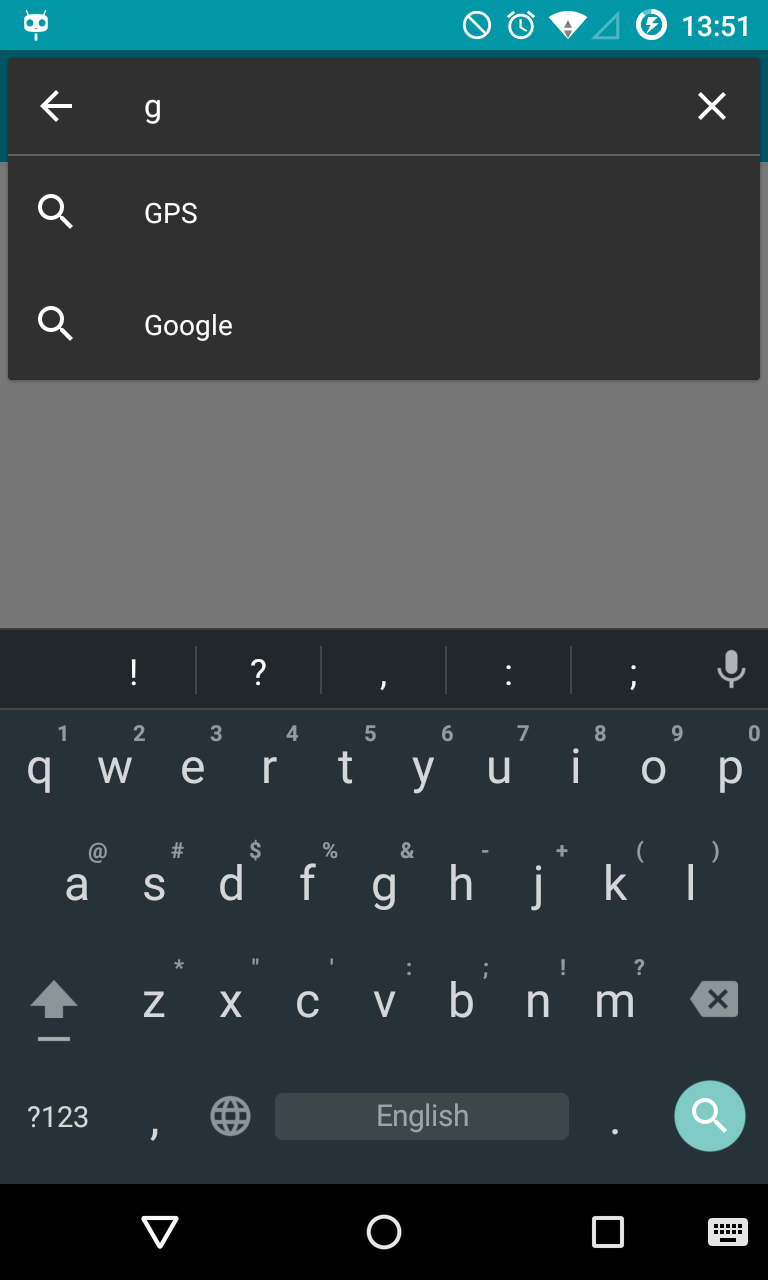 13:51
g
GPS
Google
! ? , : ;
1 2 3 4 5 6 7 8 9 0
q w e r t y u i o p
@ # $ % & - + ( )
a s d f g h j k l
* " ' : ; ! ?
z x c v b n m
?123 , English .